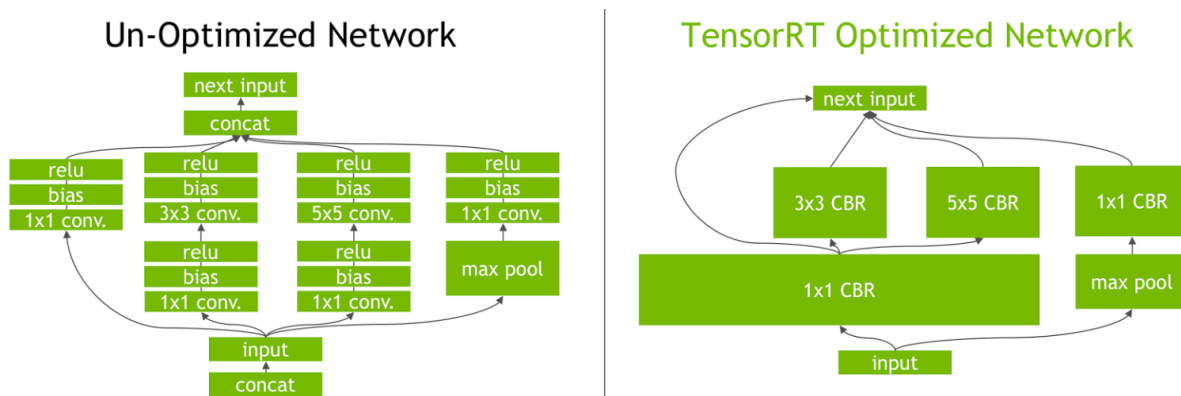 Un-Optimized Network
next input
concat
relu
bias
1x1 conv.
relu
bias
3x3 conv.
relu
bias
1x1 conv.
relu
bias
5x5 conv.
relu
bias
1x1 conv.
relu
bias
1x1 conv.
max pool
input
concat
TensorRT Optimized Network
next input
3x3 CBR
5x5 CBR
1x1 CBR
1x1 CBR
max pool
input